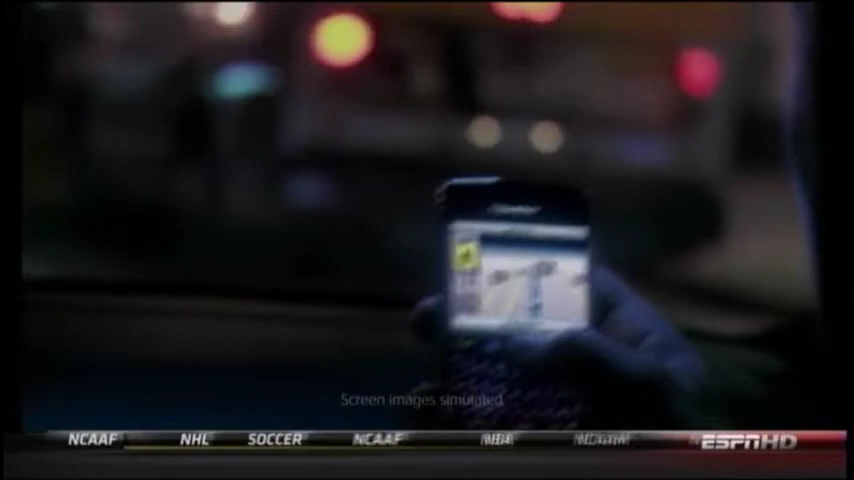 Screen images simulated
NCAAF NHL SOCCER NCAAF NBA ESPNHD